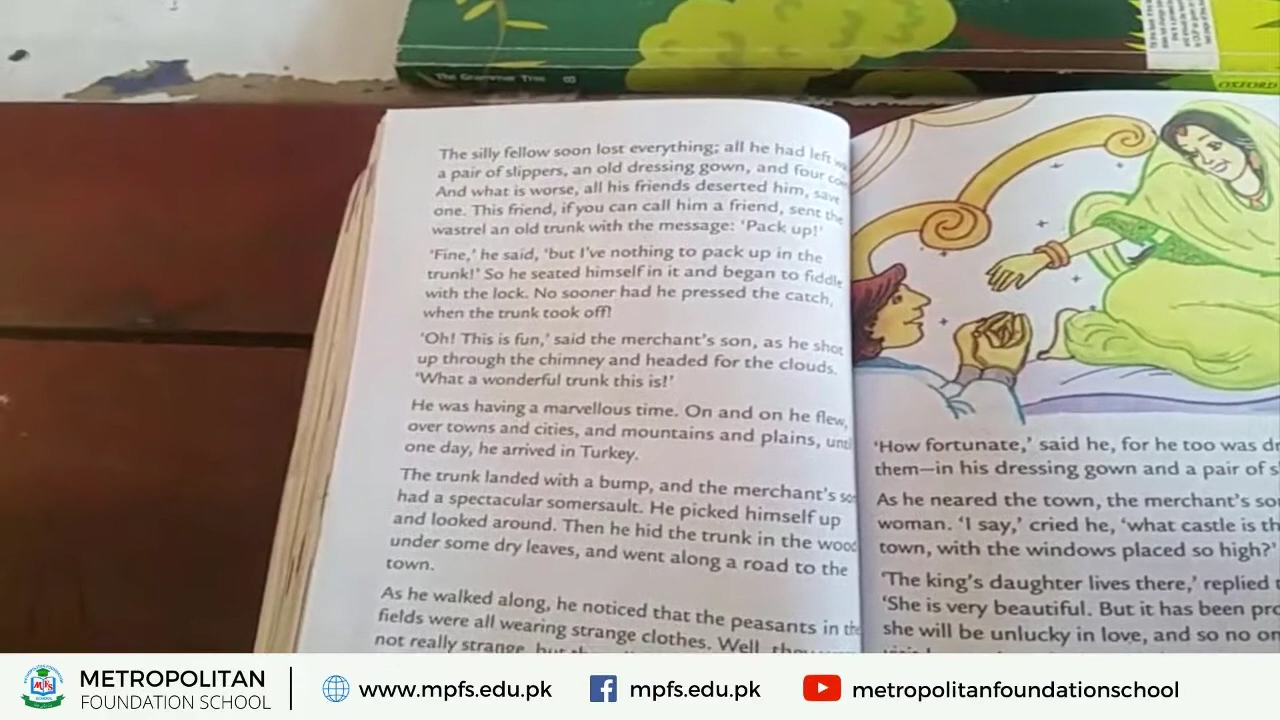 The Grammar Tree 8
OXFORD
The silly fellow soon lost everything; all he had left
a pair of slippers, an old dressing gown, and four
And what is worse, all his friends deserted him, save
one. This friend, if you can call him a friend, sent the
wastrel an old trunk with the message: 'Pack up!'
'Fine,' he said, 'but I've nothing to pack up in the
trunk!' So he seated himself in it and began to fiddle
with the lock. No sooner had he pressed the catch,
when the trunk took off!
'Oh! This is fun,' said the merchant's son, as he shot
up through the chimney and headed for the clouds.
'What a wonderful trunk this is!'
He was having a marvellous time. On and on he flew,
over towns and cities, and mountains and plains, until
one day, he arrived in Turkey.
The trunk landed with a bump, and the merchant's son
had a spectacular somersault. He picked himself up
and looked around. Then he hid the trunk in the wood
under some dry leaves, and went along a road to the
town.
As he walked along, he noticed that the peasants in the
fields were all wearing strange clothes. Well, they
not really strange, but
'How fortunate,' said he, for he too was
them—in his dressing gown and a pair of
As he neared the town, the merchant's
woman. 'I say,' cried he, 'what castle is
town, with the windows placed so high?'
'The king's daughter lives there,' replied
'She is very beautiful. But it has been
she will be unlucky in love, and so no
METROPOLITAN
FOUNDATION SCHOOL
www.mpfs.edu.pk
mpfs.edu.pk
metropolitanfoundationschool